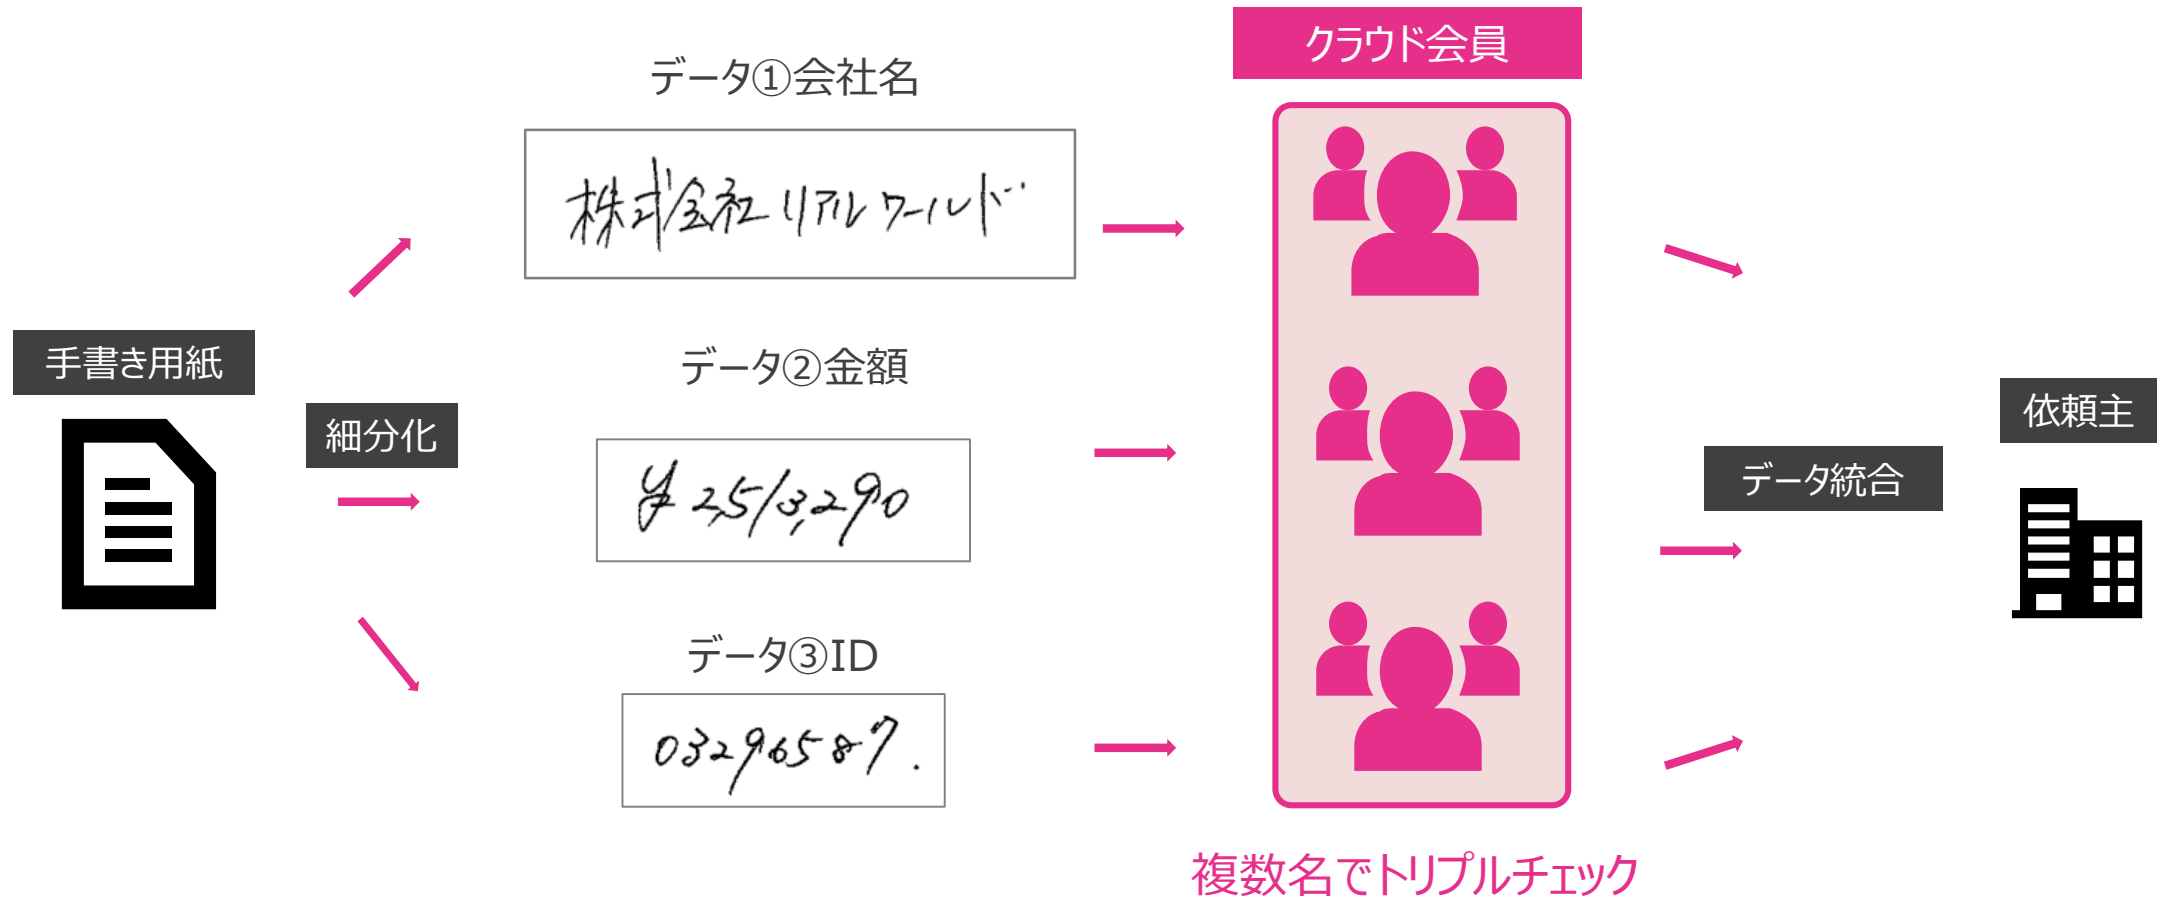 手書き用紙
細分化
データ①会社名
株式会社リアルワールド
データ②金額
¥2,513,290
データ③ID
03296587.
クラウド会員
複数名でトリプルチェック
データ統合
依頼主